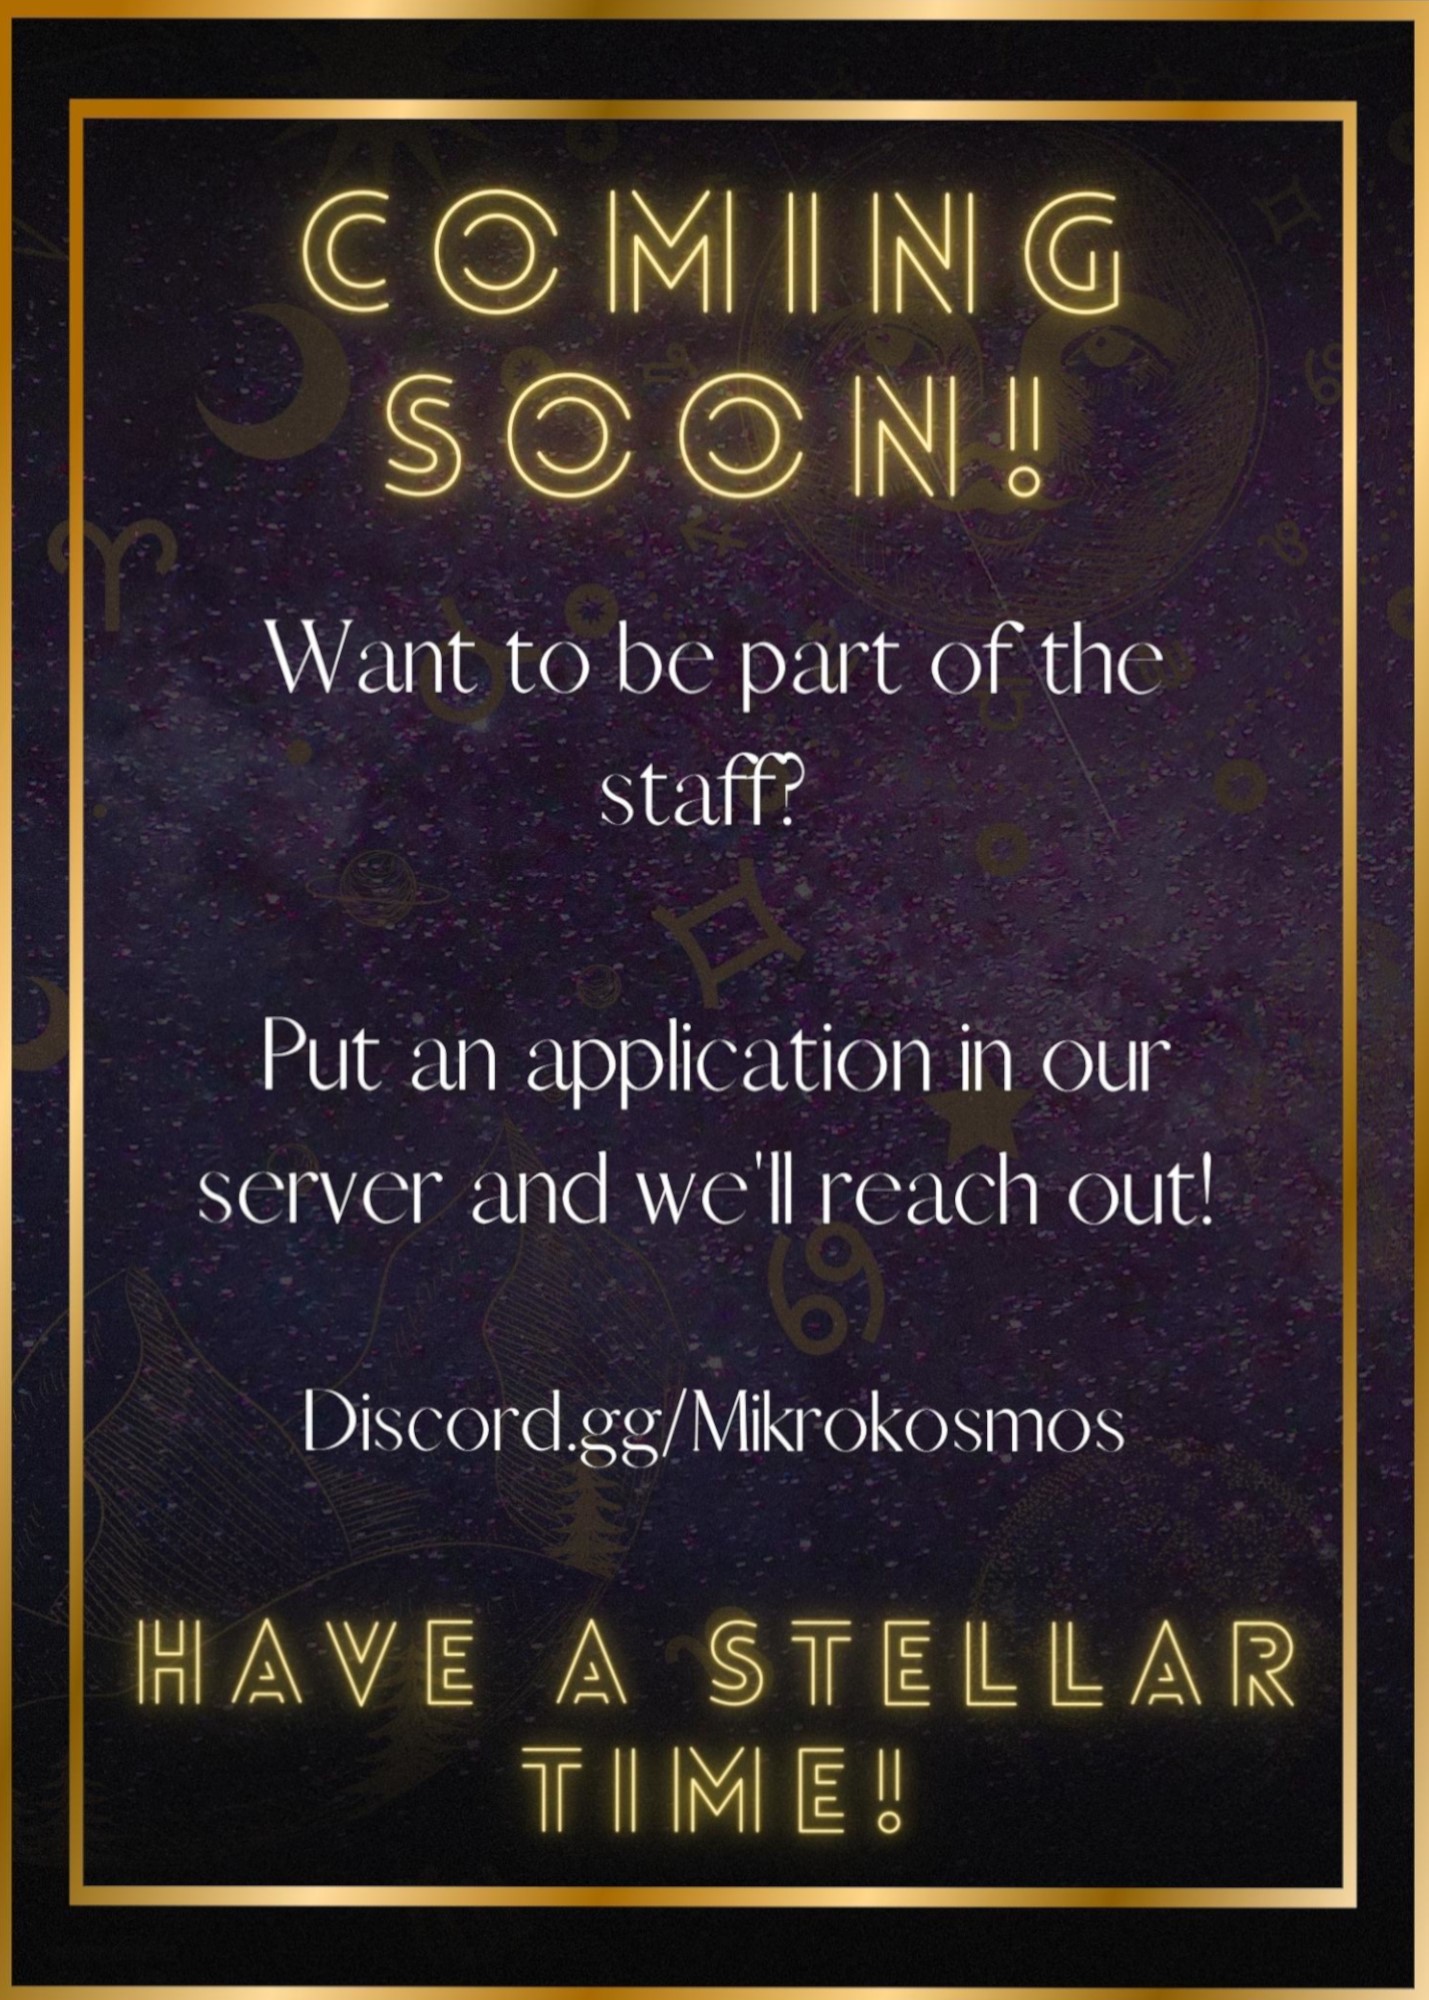 COMING
SOON!
Want to be part of the
staff?
Put an application in our
server and we'll reach out!
Discord.gg/Mikrokosmos
HAVE A STELLAR
TIME!